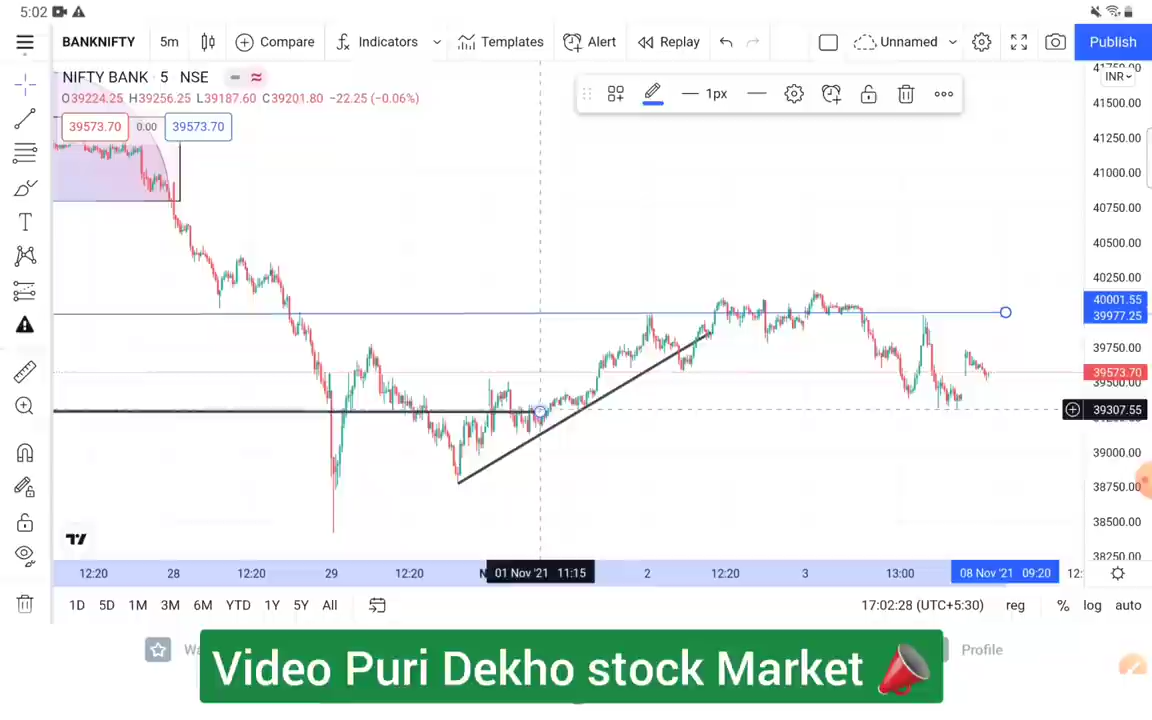 5:02
BANKNIFTY 5m Compare Indicators Templates Alert Replay Unnamed Publish
NIFTY BANK 5 NSE
O39224.25 H39256.25 L39187.60 C39201.80 −22.25 (−0.06%)
39573.70 0.00 39573.70
1px
INR
41500.00
41250.00
41000.00
40750.00
40500.00
40250.00
40001.55
39977.25
39750.00
39573.70
39500.00
39307.55
39000.00
38750.00
38500.00
38250.00
12:20 28 12:20 29 12:20 01 Nov '21 11:15 2 12:20 3 13:00 08 Nov '21 09:20
1D 5D 1M 3M 6M YTD 1Y 5Y All 17:02:28 (UTC+5:30) reg % log auto
Profile
Video Puri Dekho stock Market